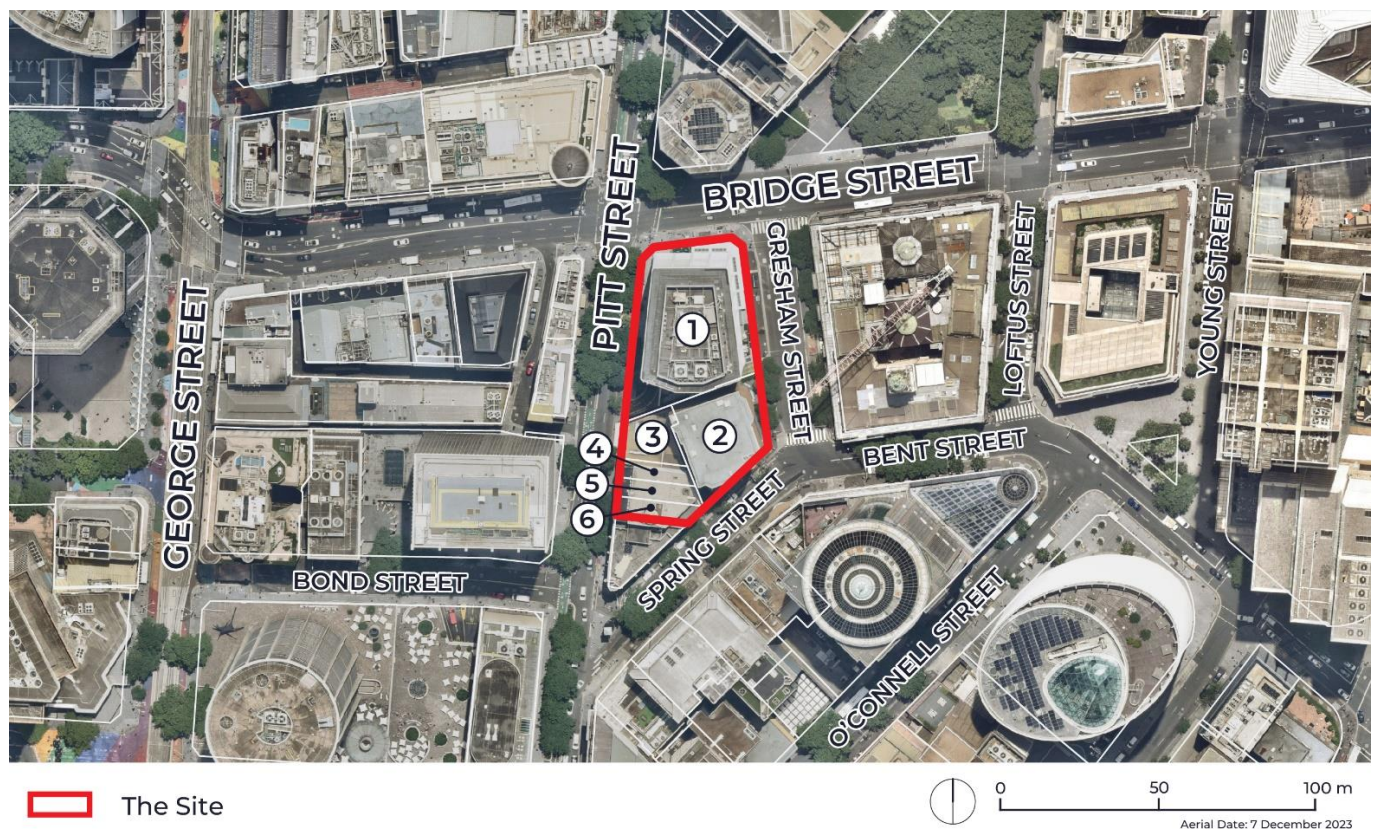 BRIDGE STREET
PITT STREET
GRESHAM STREET
LOFTUS STREET
YOUNG STREET
GEORGE STREET
1
2
3
4
5
6
BENT STREET
SPRING STREET
BOND STREET
O'CONNELL STREET
The Site
0 50 100 m
Aerial Date: 7 December 2023